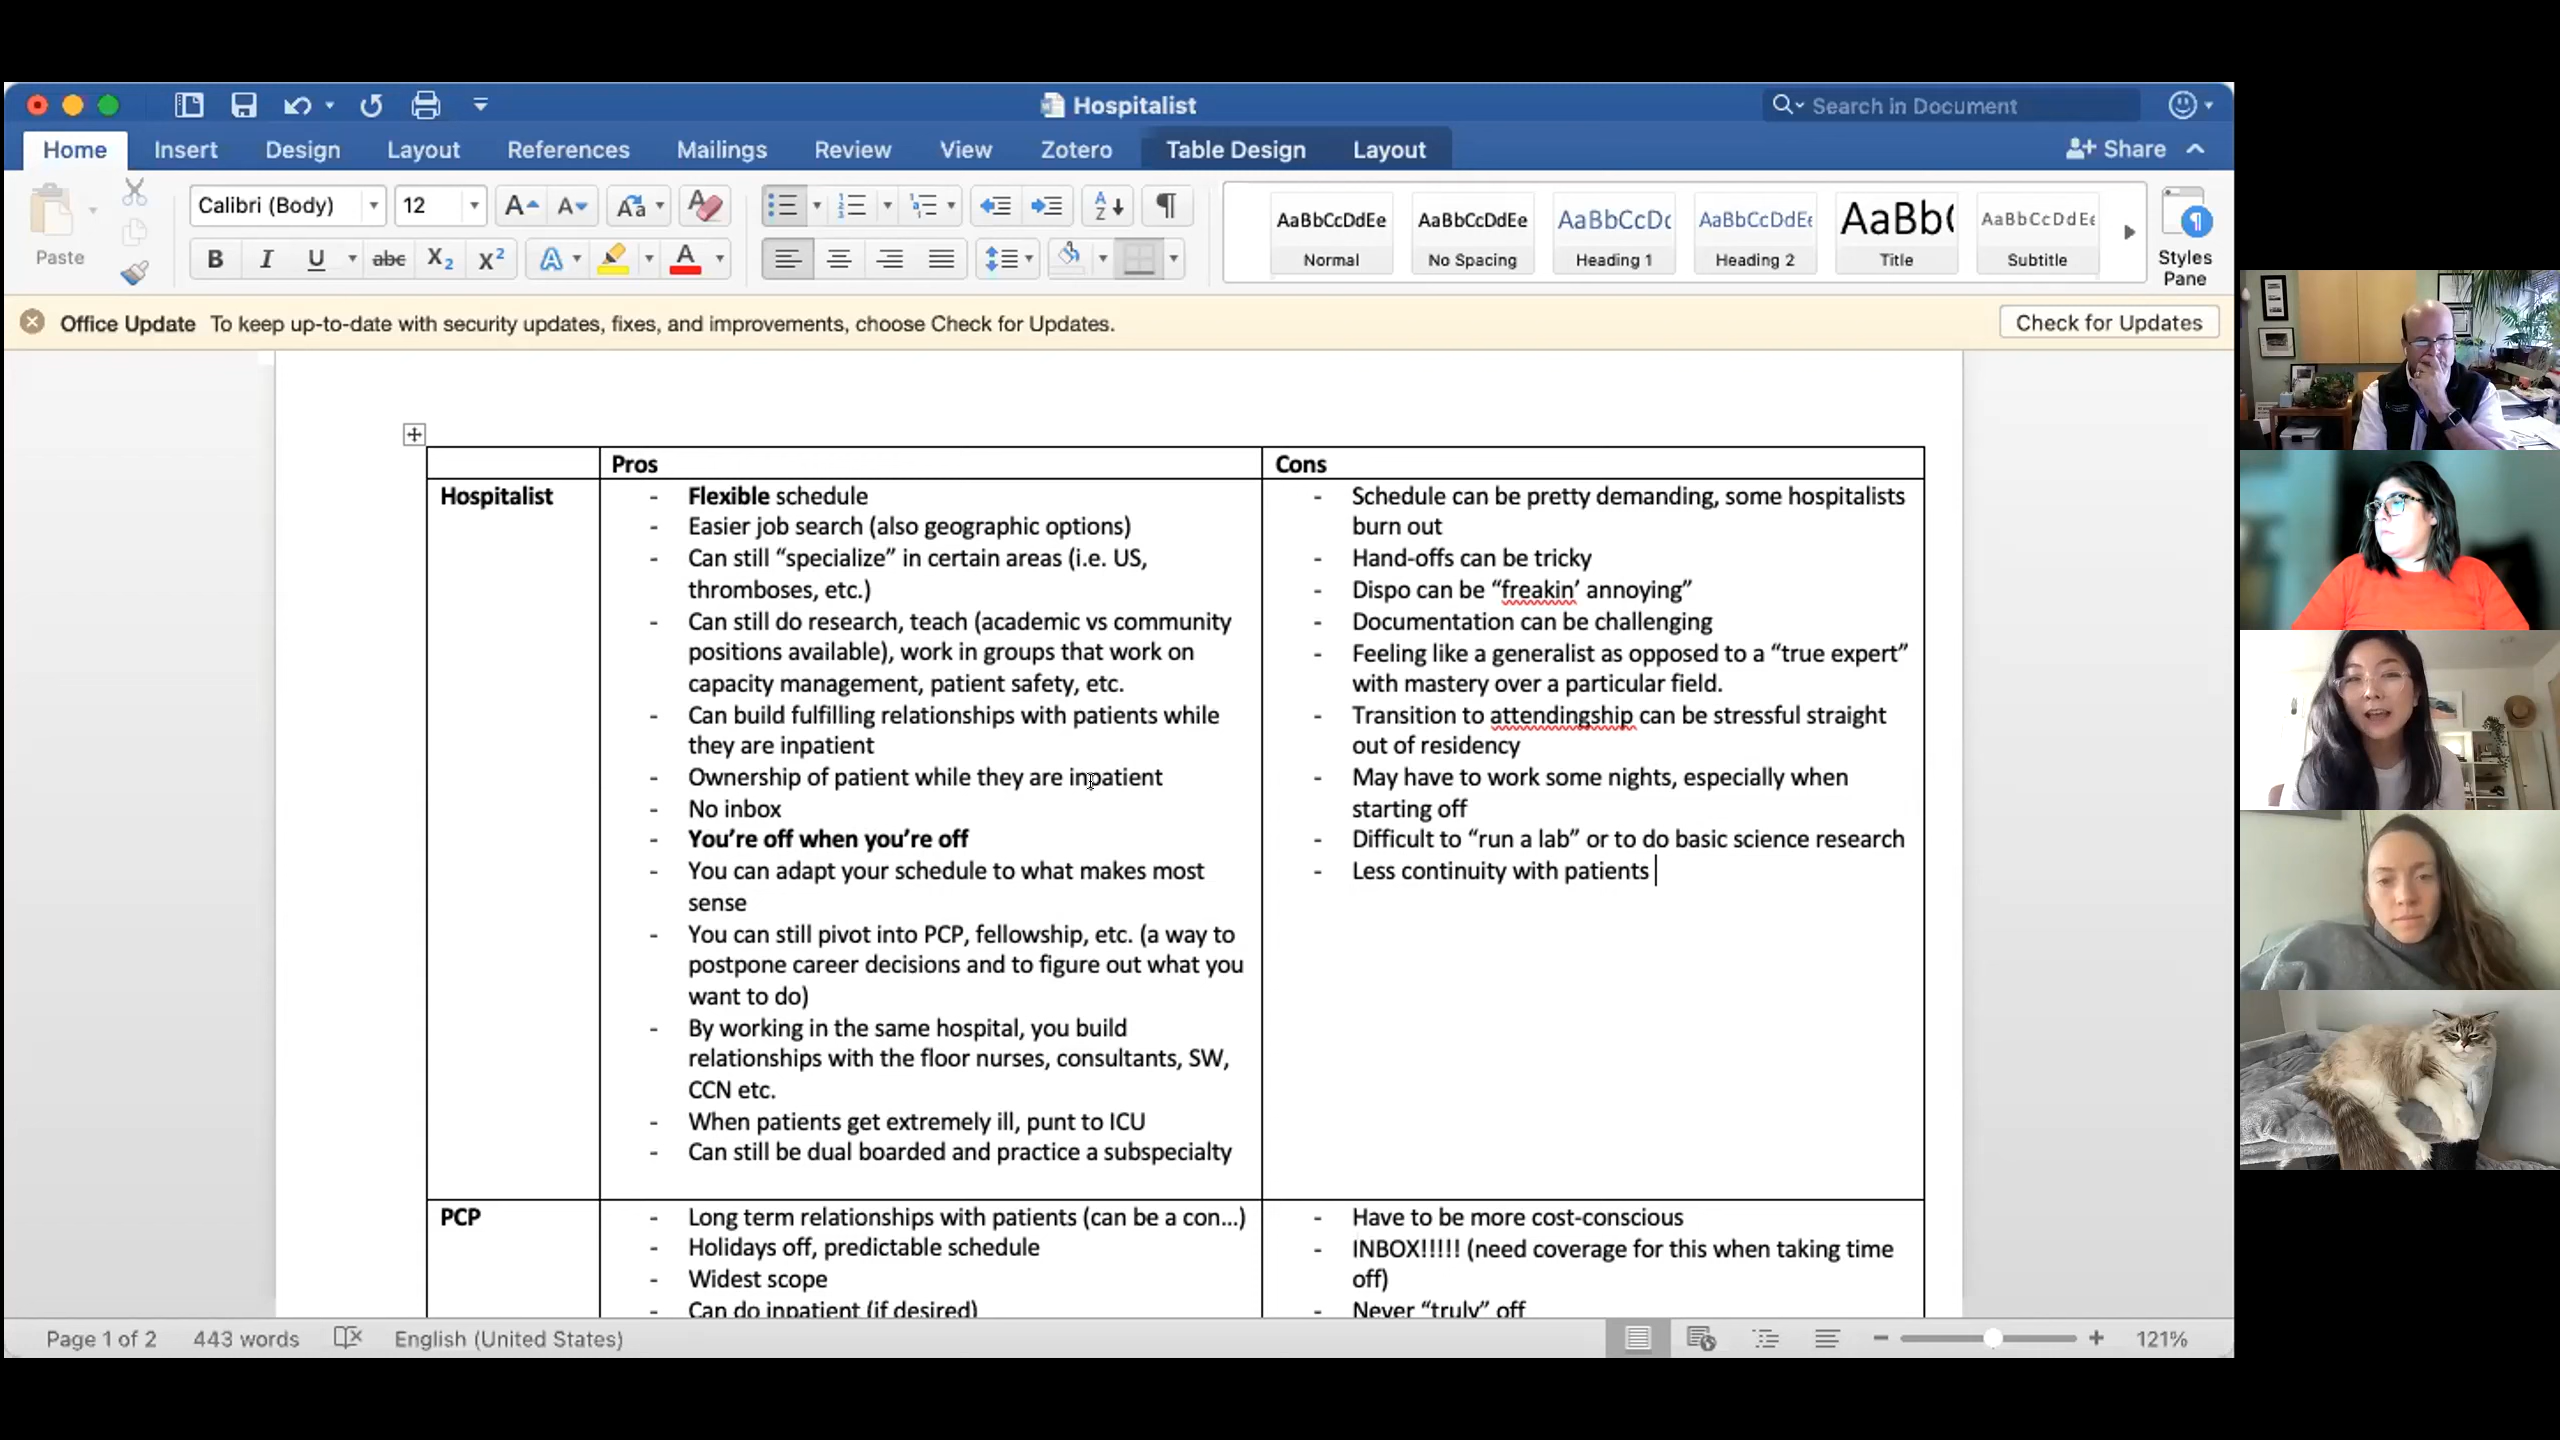 Hospitalist
Search in Document
Home Insert Design Layout References Mailings Review View Zotero Table Design Layout Share
Paste
Calibri (Body) 12
AaBbCcDdEe AaBbCcDdEe AaBbCcDc AaBbCcDdEe AaBb( AaBbCcDdEe
Normal No Spacing Heading 1 Heading 2 Title Subtitle
Styles
Pane
Office Update To keep up-to-date with security updates, fixes, and improvements, choose Check for Updates. Check for Updates
Pros
Cons
Hospitalist
- Flexible schedule
- Easier job search (also geographic options)
- Can still “specialize” in certain areas (i.e. US,
thromboses, etc.)
- Can still do research, teach (academic vs community
positions available), work in groups that work on
capacity management, patient safety, etc.
- Can build fulfilling relationships with patients while
they are inpatient
- Ownership of patient while they are inpatient
- No inbox
- You’re off when you’re off
- You can adapt your schedule to what makes most
sense
- You can still pivot into PCP, fellowship, etc. (a way to
postpone career decisions and to figure out what you
want to do)
- By working in the same hospital, you build
relationships with the floor nurses, consultants, SW,
CCN etc.
- When patients get extremely ill, punt to ICU
- Can still be dual boarded and practice a subspecialty
- Schedule can be pretty demanding, some hospitalists
burn out
- Hand-offs can be tricky
- Dispo can be “freakin’ annoying”
- Documentation can be challenging
- Feeling like a generalist as opposed to a “true expert”
with mastery over a particular field.
- Transition to attendingship can be stressful straight
out of residency
- May have to work some nights, especially when
starting off
- Difficult to “run a lab” or to do basic science research
- Less continuity with patients
PCP
- Long term relationships with patients (can be a con...)
- Holidays off, predictable schedule
- Widest scope
- Can do inpatient (if desired)
- Have to be more cost-conscious
- INBOX!!!!! (need coverage for this when taking time
off)
- Never “truly” off
Page 1 of 2 443 words English (United States) 121%